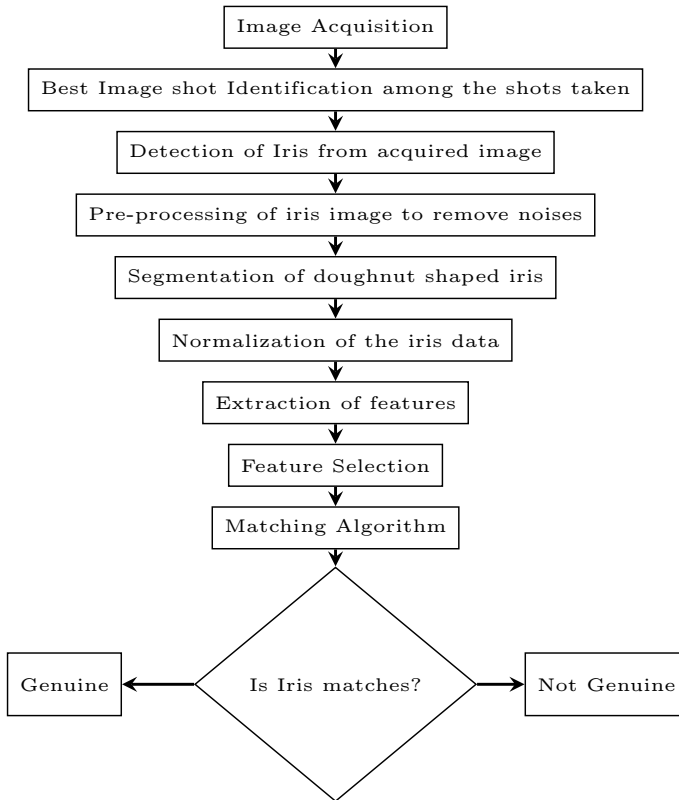 Image Acquisition
Best Image shot Identification among the shots taken
Detection of Iris from acquired image
Pre-processing of iris image to remove noises
Segmentation of doughnut shaped iris
Normalization of the iris data
Extraction of features
Feature Selection
Matching Algorithm
Genuine
Is Iris matches?
Not Genuine